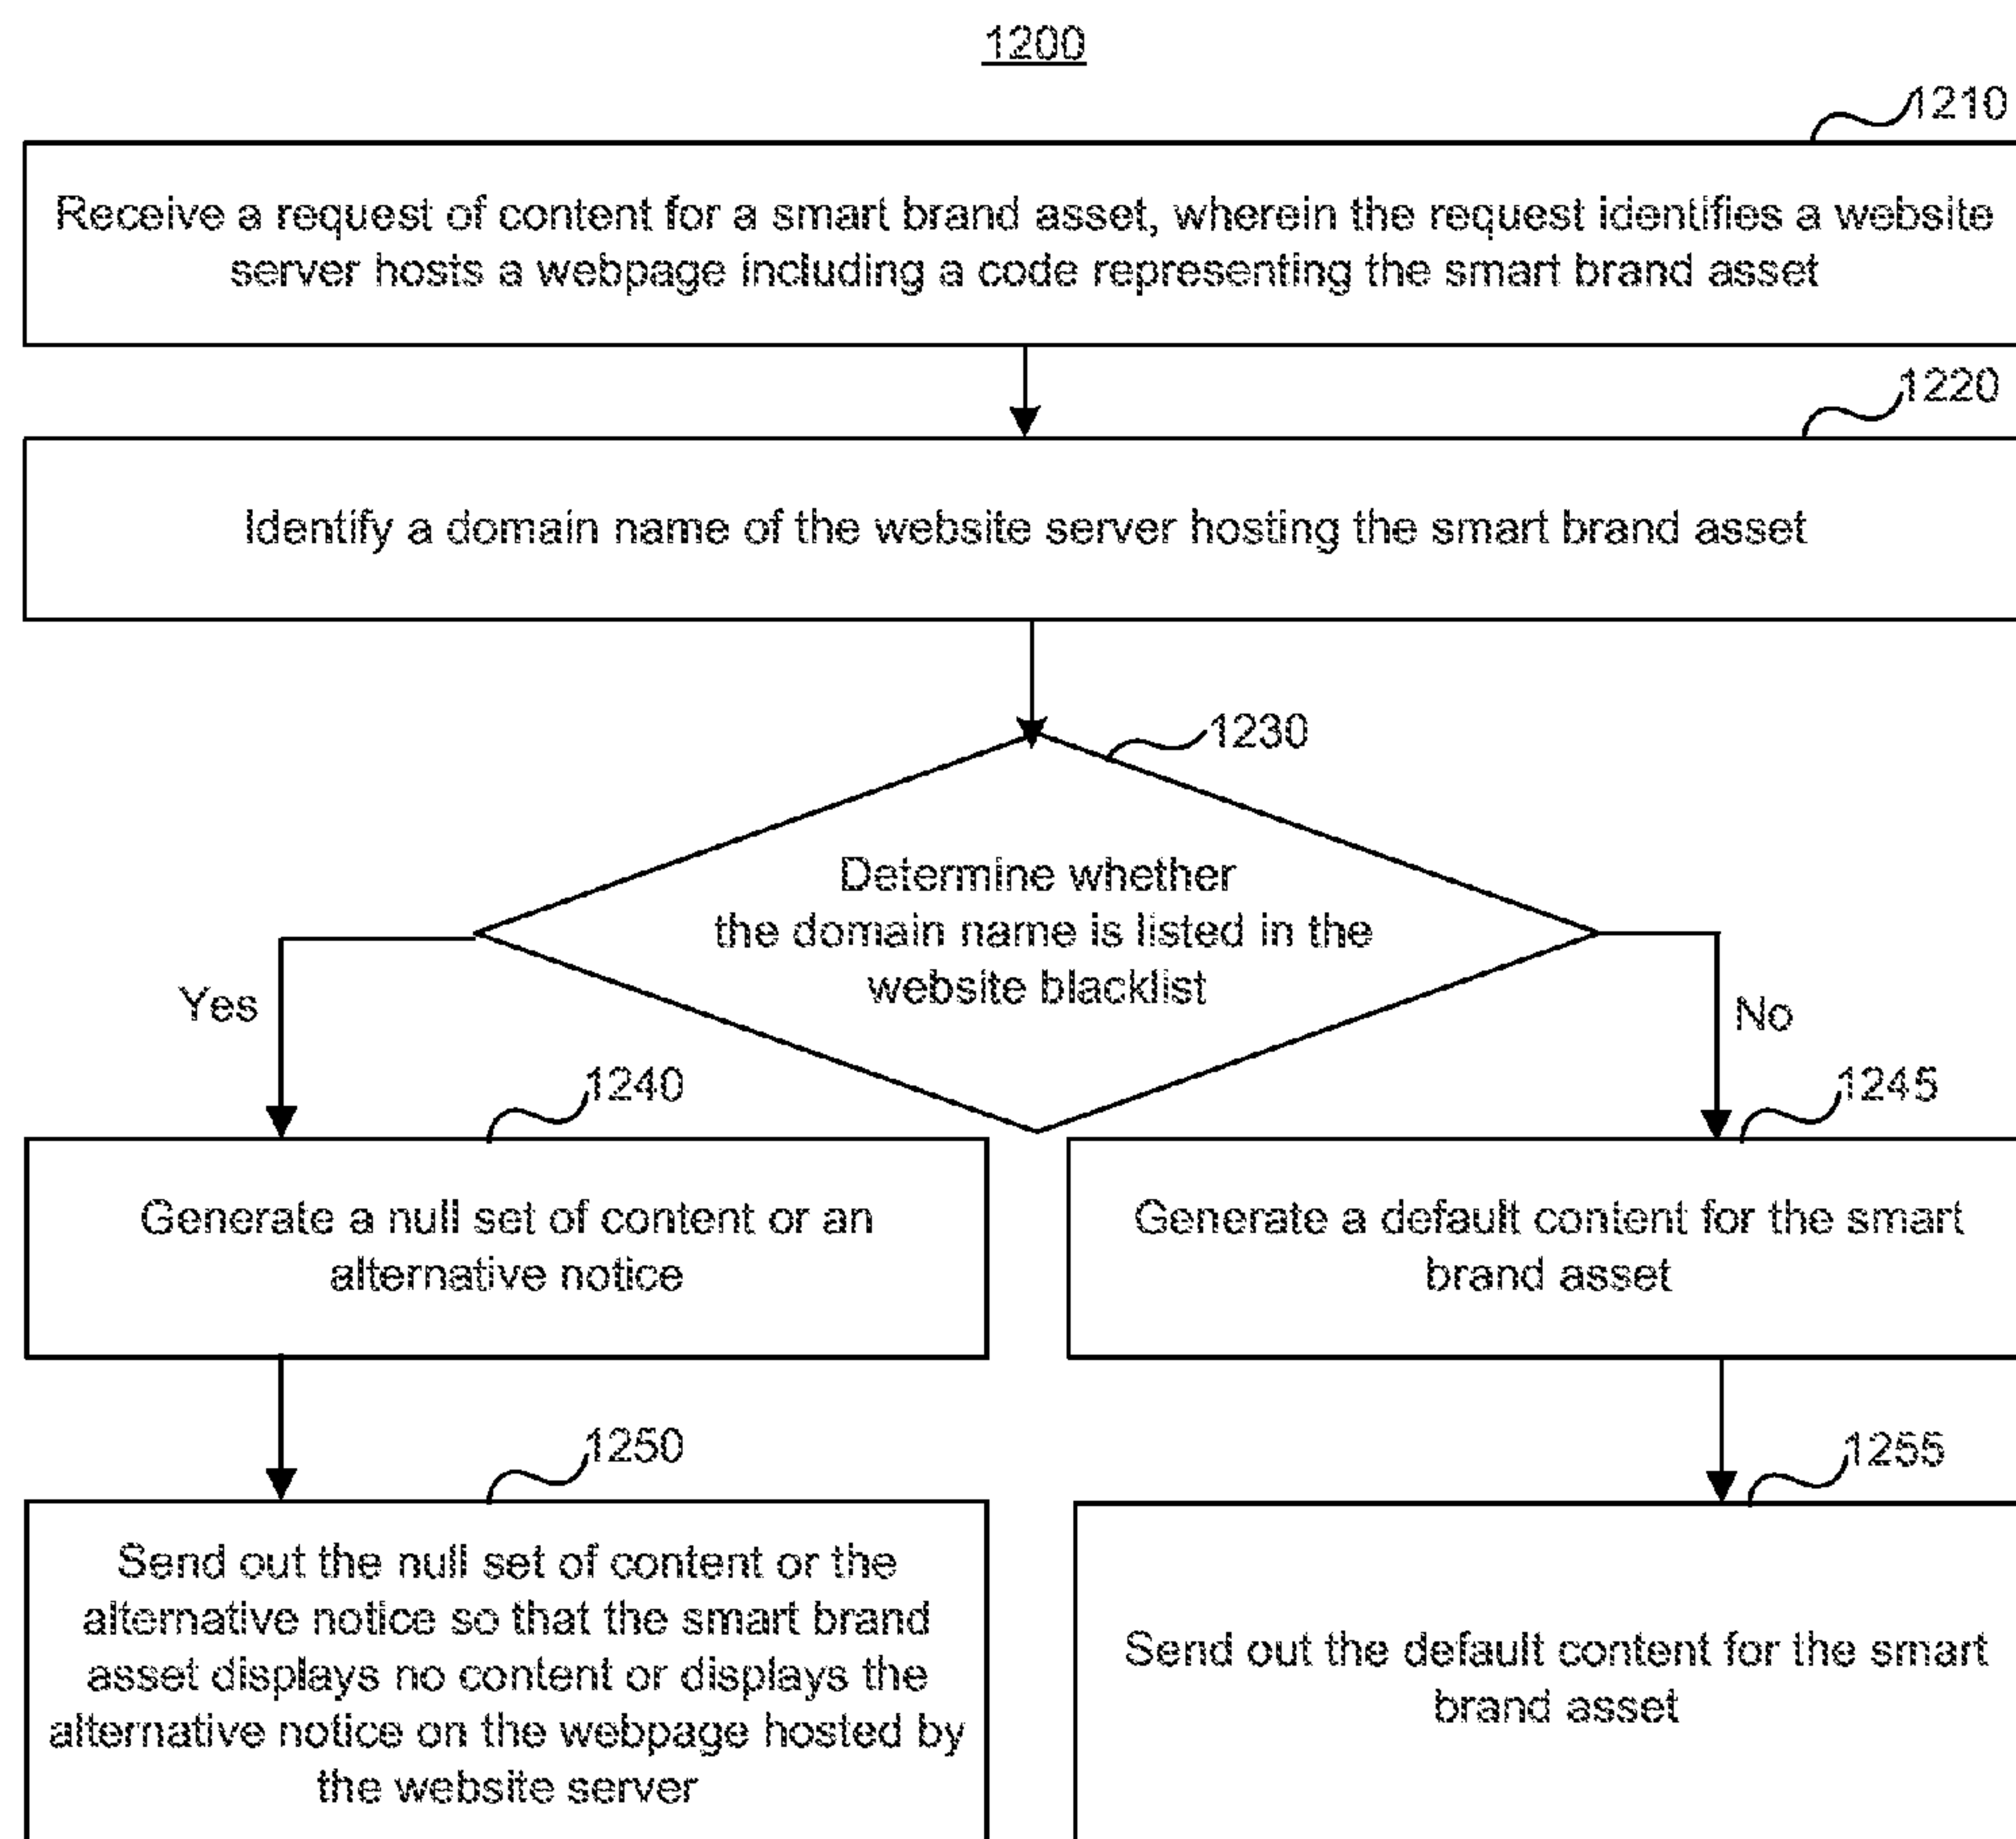 1200
1210
Receive a request of content for a smart brand asset, wherein the request identifies a website
server hosts a webpage including a code representing the smart brand asset
1220
Identify a domain name of the website server hosting the smart brand asset
1230
Determine whether
the domain name is listed in the
website blacklist
Yes
No
1240
Generate a null set of content or an
alternative notice
1245
Generate a default content for the smart
brand asset
1250
Send out the null set of content or the
alternative notice so that the smart brand
asset displays no content or displays the
alternative notice on the webpage hosted by
the website server
1255
Send out the default content for the smart
brand asset